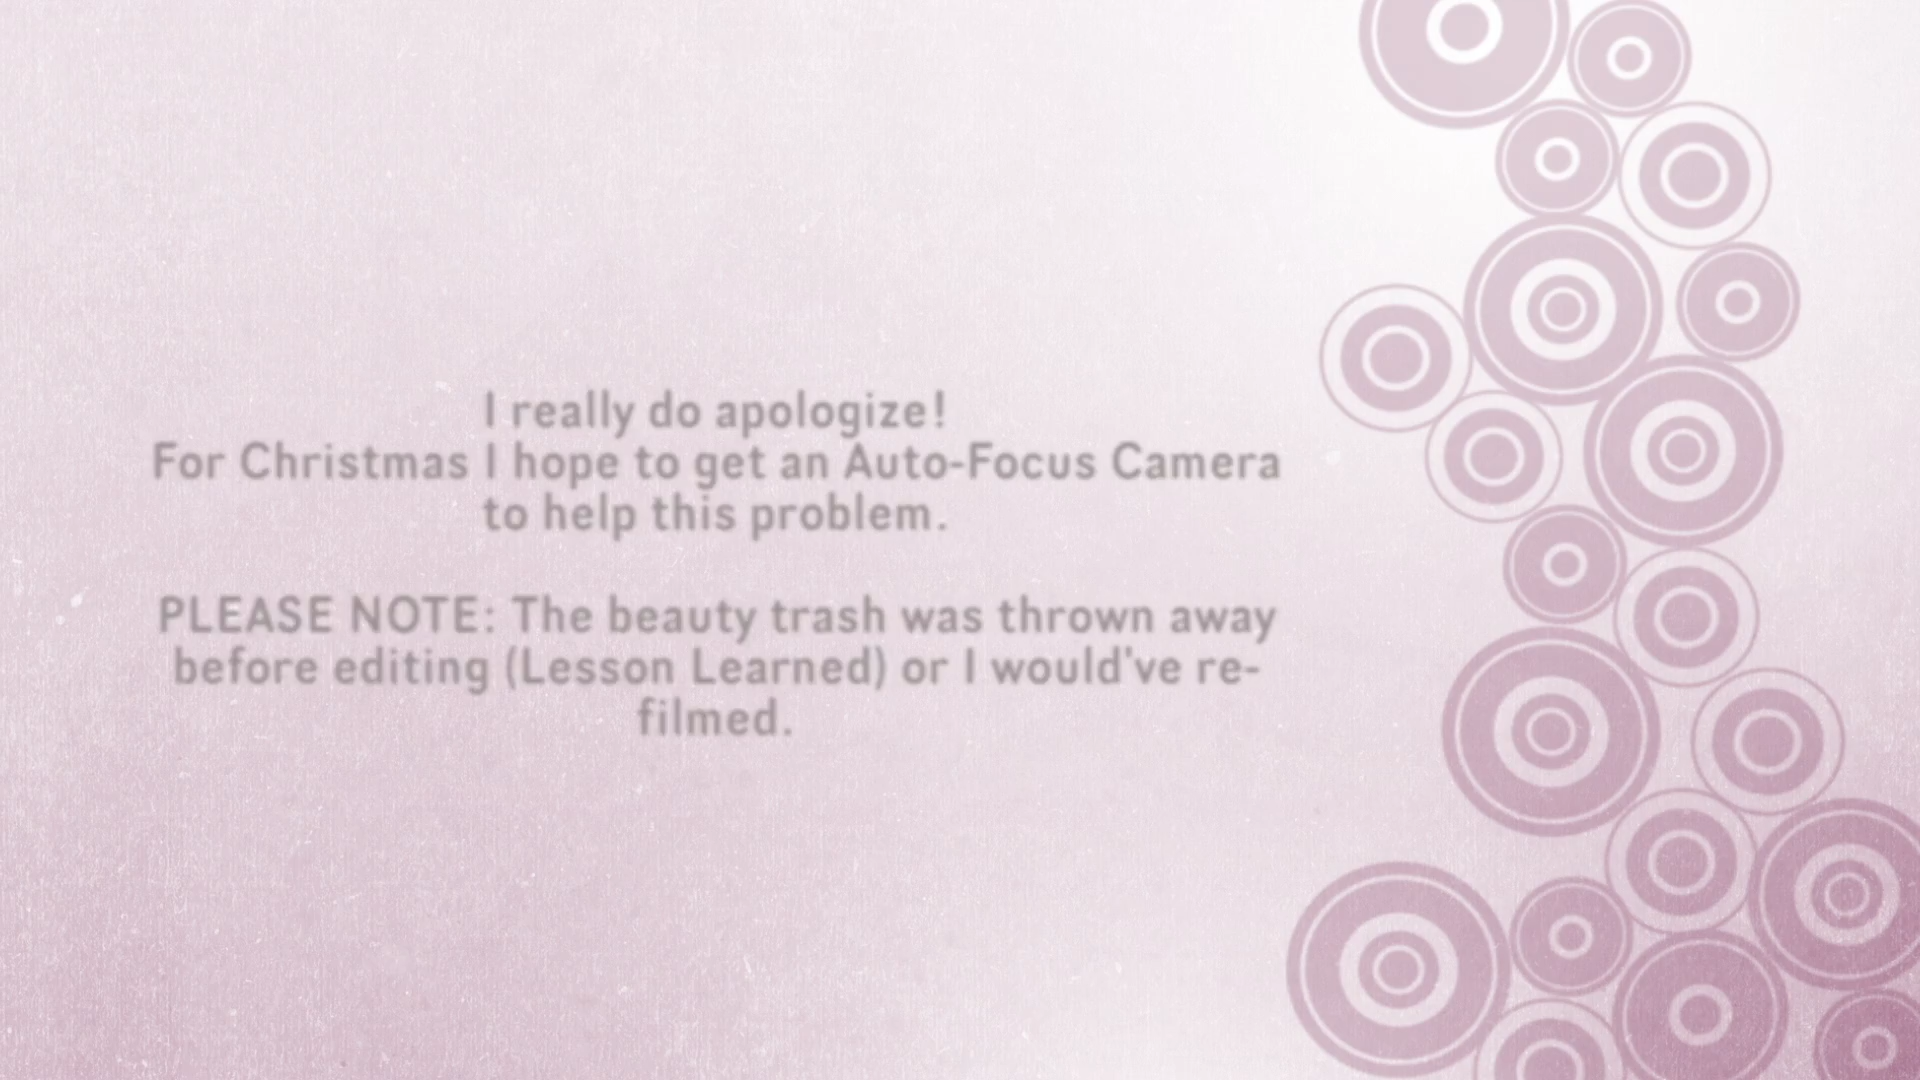 I really do apologize!
For Christmas I hope to get an Auto-Focus Camera
to help this problem.
PLEASE NOTE: The beauty trash was thrown away
before editing (Lesson Learned) or I would've re-
filmed.